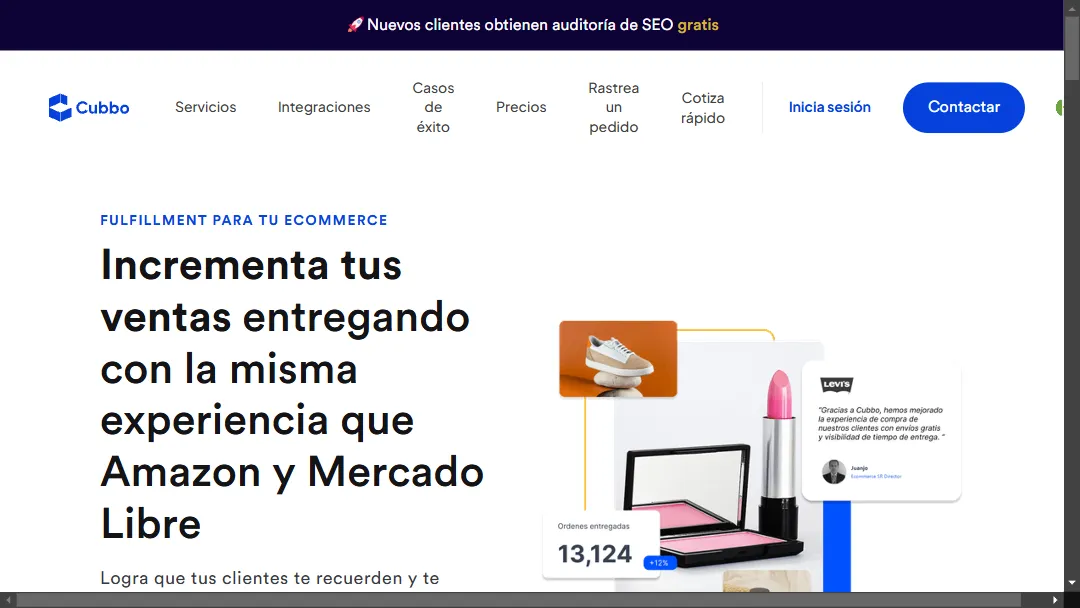 🚀 Nuevos clientes obtienen auditoría de SEO gratis
Cubbo
Servicios
Integraciones
Casos
de
éxito
Precios
Rastrea
un
pedido
Cotiza
rápido
Inicia sesión
Contactar
FULFILLMENT PARA TU ECOMMERCE
Incrementa tus
ventas entregando
con la misma
experiencia que
Amazon y Mercado
Libre
Logra que tus clientes te recuerden y te
LEVI'S
"Gracias a Cubbo, hemos mejorado
la experiencia de compra de
nuestros clientes con envíos gratis
y visibilidad de tiempo de entrega. "
Juanjo
Ecommerce Sr Director
Ordenes entregadas
13,124
+12%